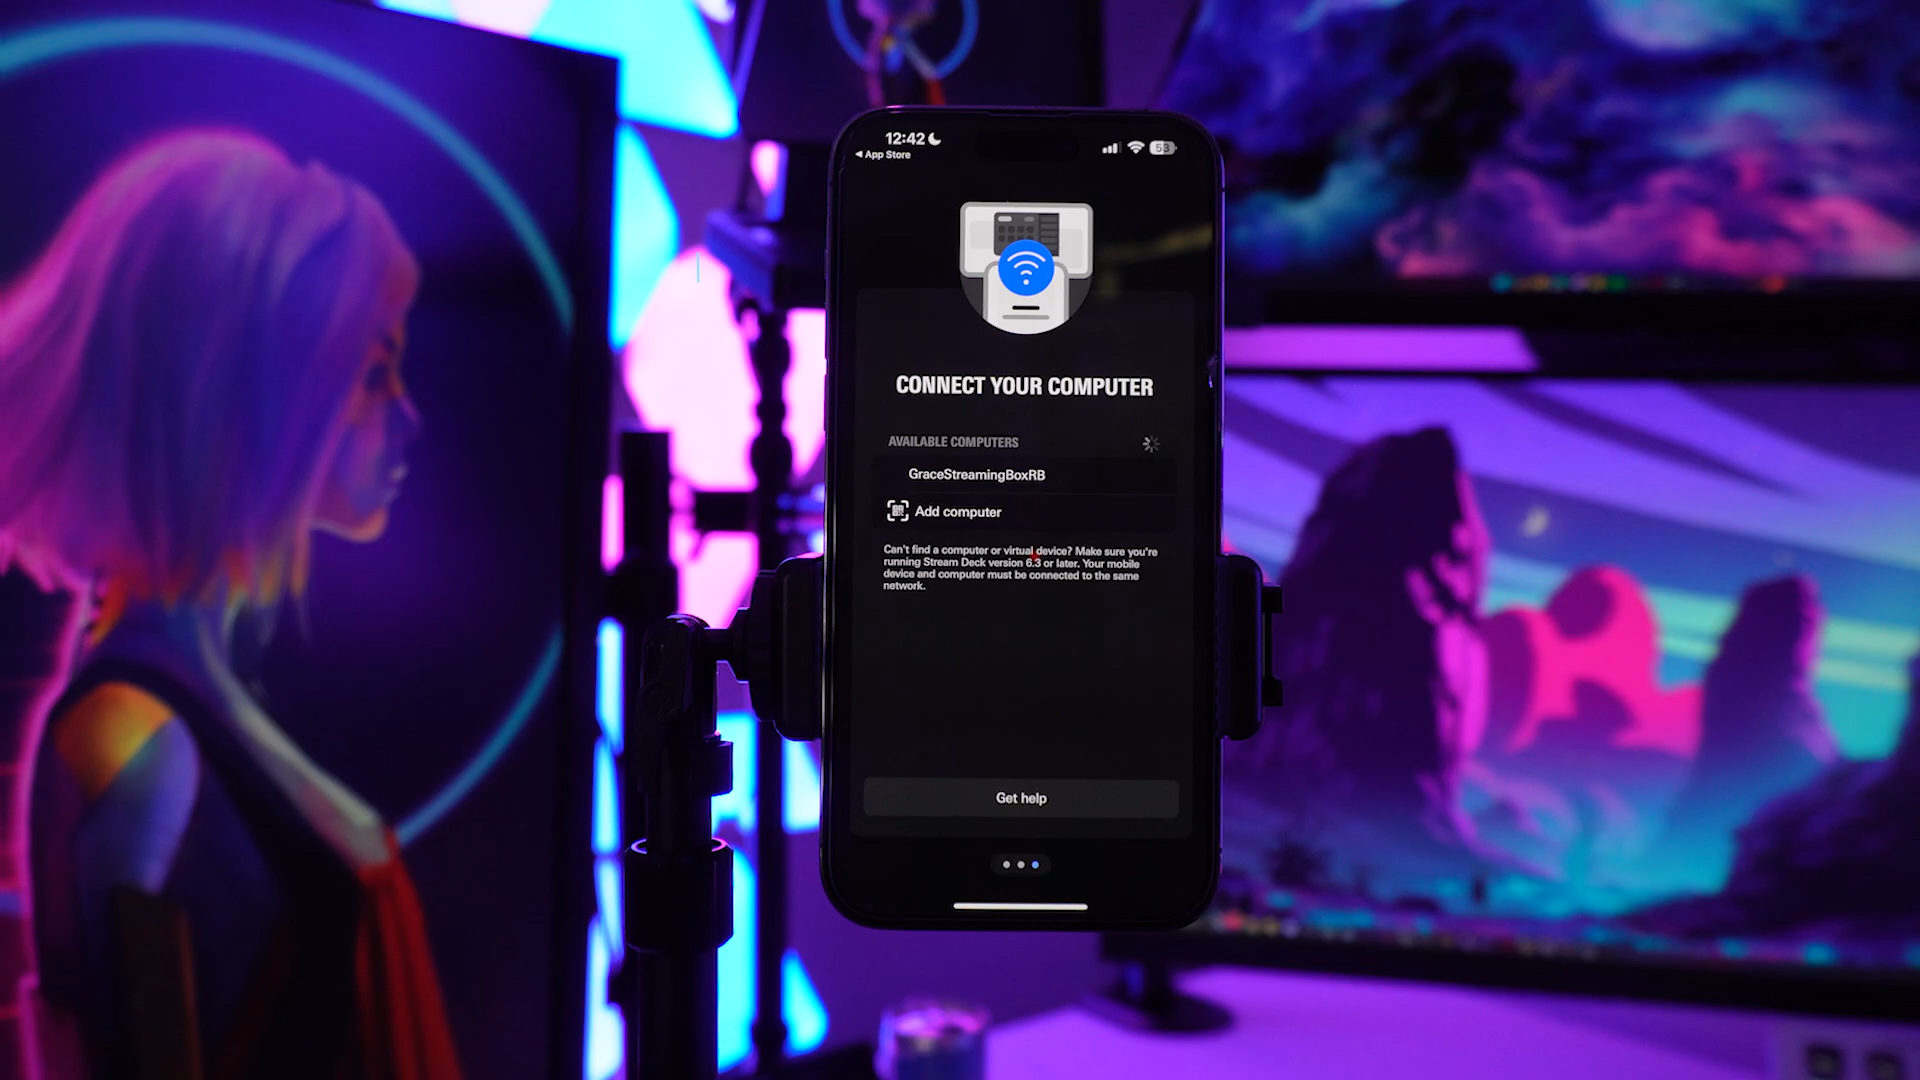 12:42
◀ App Store
53
CONNECT YOUR COMPUTER
AVAILABLE COMPUTERS
GraceStreamingBoxRB
Add computer
Can't find a computer or virtual device? Make sure you're
running Stream Deck version 6.3 or later. Your mobile
device and computer must be connected to the same
network.
Get help